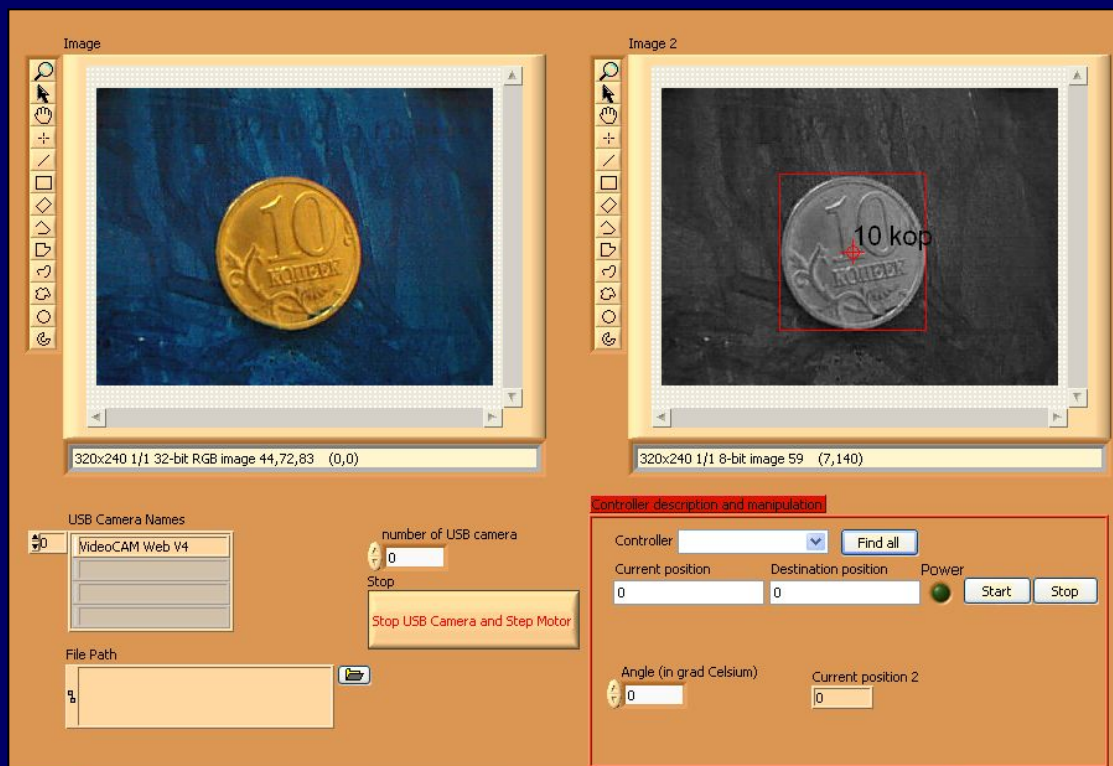 Image
10
КОПЕЕК
320x240 1/1 32-bit RGB image 44,72,83 (0,0)
Image 2
10
10 kop
КОПЕЕК
320x240 1/1 8-bit image 59 (7,140)
USB Camera Names
0
VideoCAM Web V4
number of USB camera
0
Stop
Stop USB Camera and Step Motor
File Path
Controller description and manipulation
Controller
Find all
Current position
Destination position
Power
0
0
Start
Stop
Angle (in grad Celsium)
0
Current position 2
0